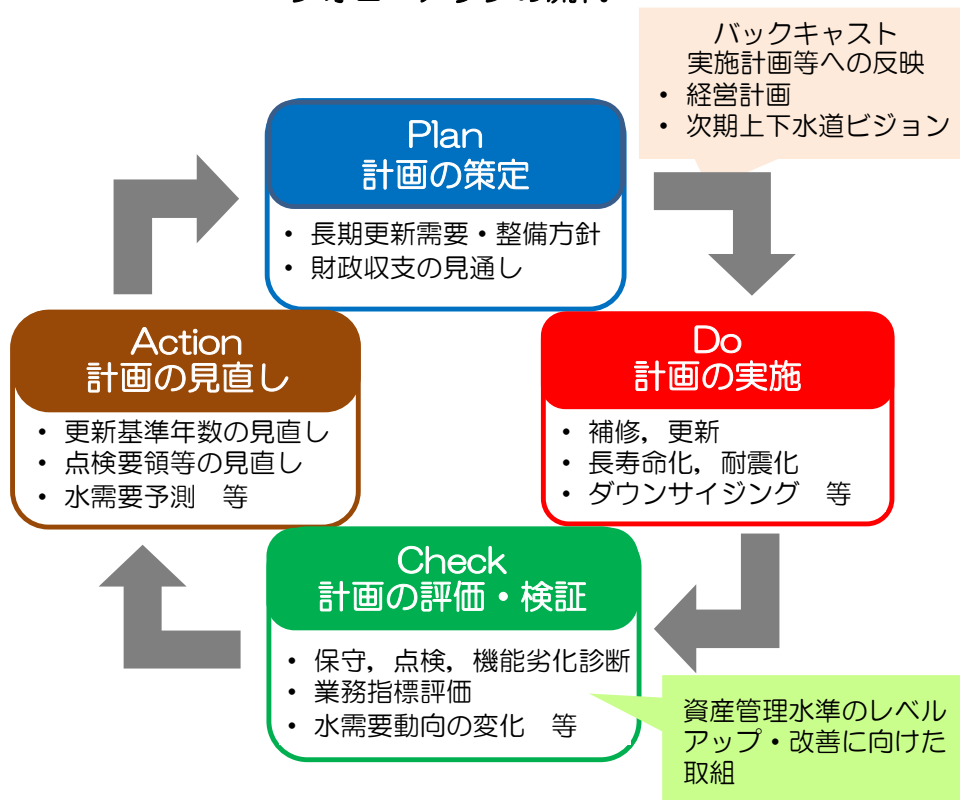 バックキャスト
実施計画等への反映
• 経営計画
• 次期上下水道ビジョン
Plan
計画の策定
• 長期更新需要・整備方針
• 財政収支の見通し
Do
計画の実施
• 補修，更新
• 長寿命化，耐震化
• ダウンサイジング　等
Check
計画の評価・検証
• 保守，点検，機能劣化診断
• 業務指標評価
• 水需要動向の変化　等
資産管理水準のレベル
アップ・改善に向けた
取組
Action
計画の見直し
• 更新基準年数の見直し
• 点検要領等の見直し
• 水需要予測　等